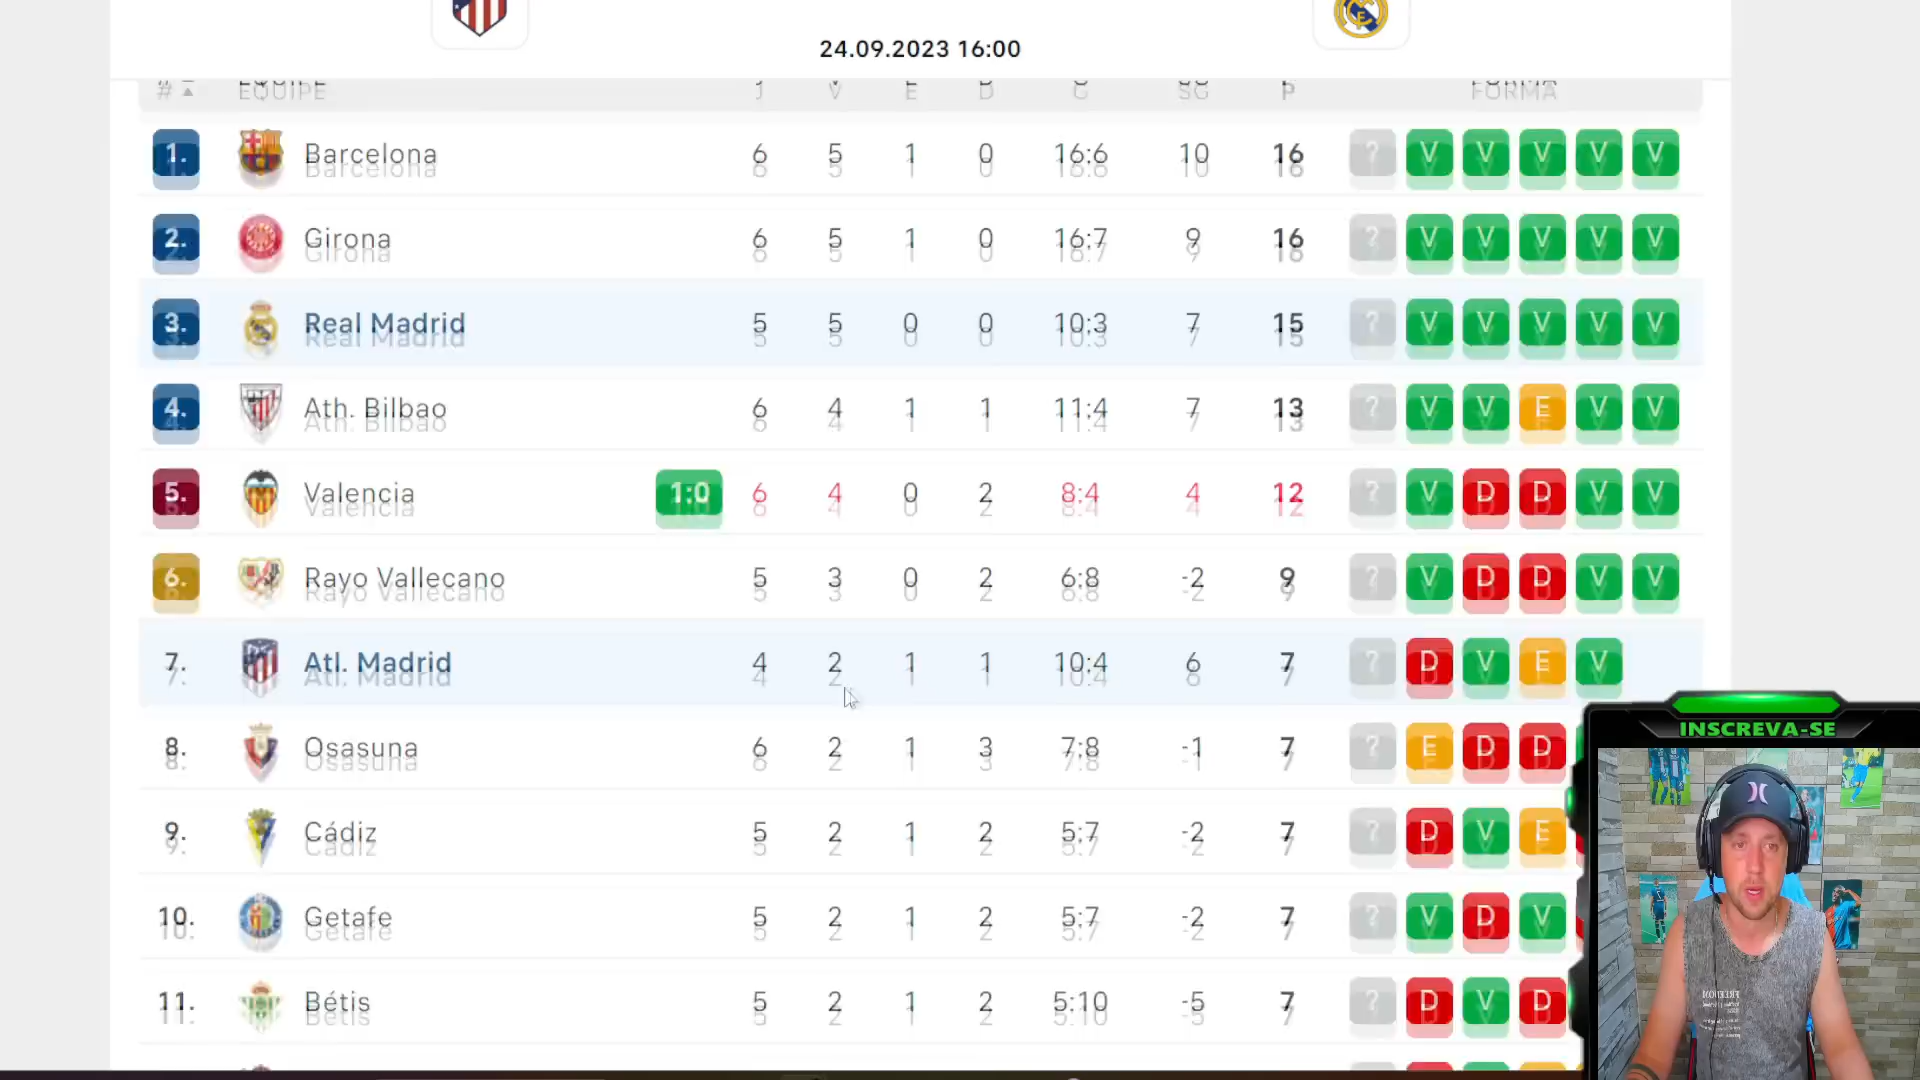 24.09.2023 16:00
# EQUIPE J V E D G SG P FORMA
1. Barcelona 6 5 1 0 16:6 10 16 ? V V V V V
2. Girona 6 5 1 0 16:7 9 16 ? V V V V V
3. Real Madrid 5 5 0 0 10:3 7 15 ? V V V V V
4. Ath. Bilbao 6 4 1 1 11:4 7 13 ? V V E V V
5. Valencia 1:0 6 4 0 2 8:4 4 12 ? V D D V V
6. Rayo Vallecano 5 3 0 2 6:8 -2 9 ? V D D V V
7. Atl. Madrid 4 2 1 1 10:4 6 7 ? D V E V
8. Osasuna 6 2 1 3 7:8 -1 7 ? E D D
9. Cádiz 5 2 1 2 5:7 -2 7 ? D V E
10. Getafe 5 2 1 2 5:7 -2 7 ? V D V
11. Bétis 5 2 1 2 5:10 -5 7 ? D V D
INSCREVA-SE